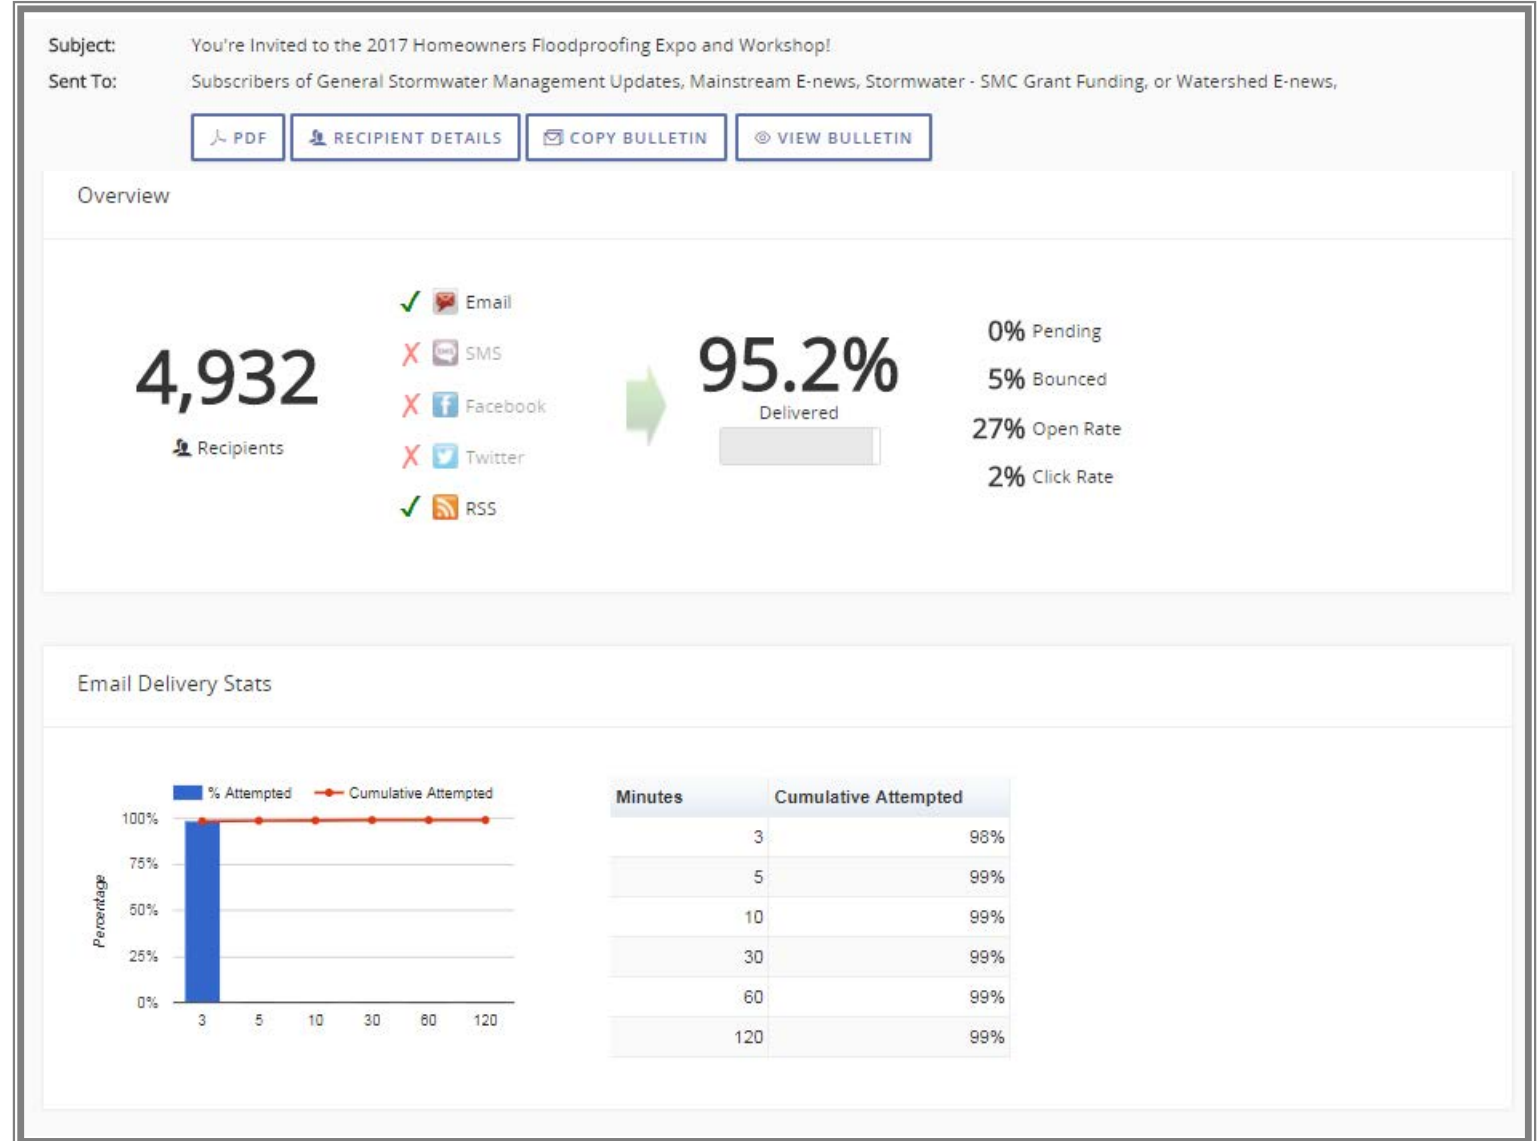 Subject: You're Invited to the 2017 Homeowners Floodproofing Expo and Workshop!
Sent To: Subscribers of General Stormwater Management Updates, Mainstream E-news, Stormwater - SMC Grant Funding, or Watershed E-news,
PDF RECIPIENT DETAILS COPY BULLETIN VIEW BULLETIN
Overview
4,932
Recipients
Email
SMS
Facebook
Twitter
RSS
95.2%
Delivered
0% Pending
5% Bounced
27% Open Rate
2% Click Rate
Email Delivery Stats
% Attempted Cumulative Attempted
Percentage
100%
75%
50%
25%
0%
3 5 10 30 60 120
Minutes Cumulative Attempted
3 98%
5 99%
10 99%
30 99%
60 99%
120 99%